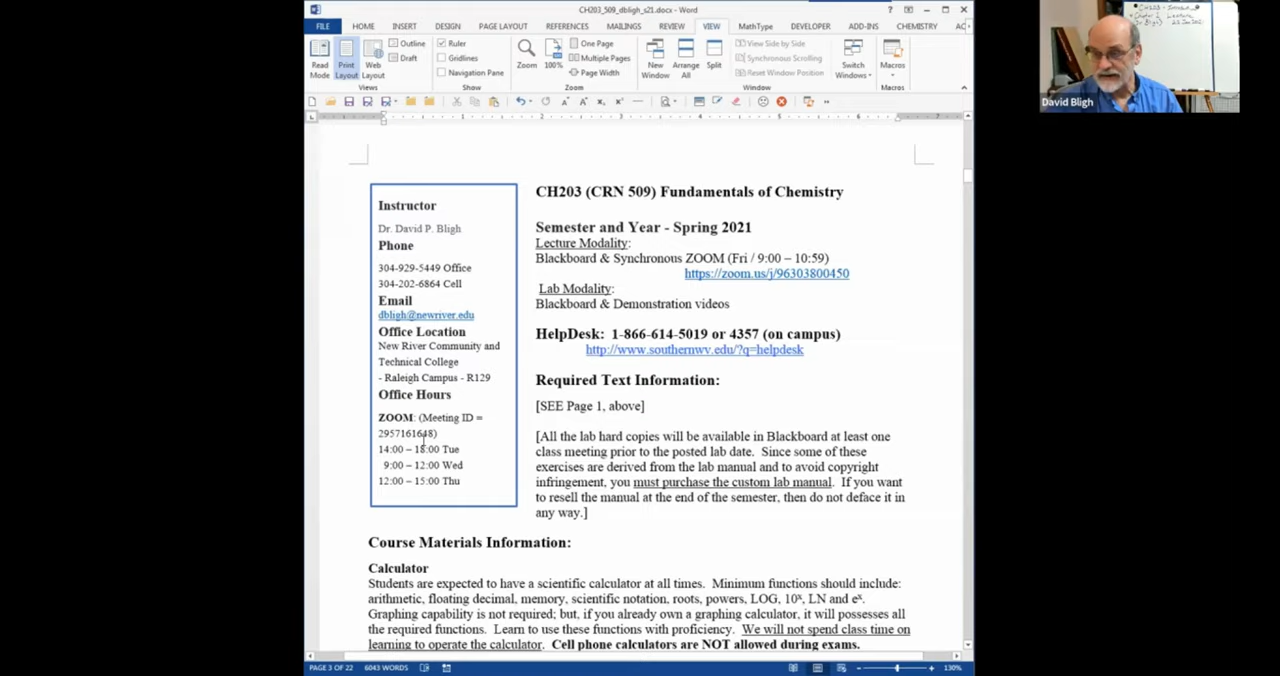 CH203_509_dbligh_s21.docx - Word
FILE HOME INSERT DESIGN PAGE LAYOUT REFERENCES MAILINGS REVIEW VIEW MathType DEVELOPER ADD-INS CHEMISTRY AC
Read Mode
Print Layout
Web Layout
Outline
Draft
Views
Ruler
Gridlines
Navigation Pane
Show
Zoom
100%
One Page
Multiple Pages
Page Width
Zoom
New Window
Arrange All
Split
View Side by Side
Synchronous Scrolling
Reset Window Position
Window
Switch Windows
Macros
Macros
David Bligh
Instructor
Dr. David P. Bligh
Phone
304-929-5449 Office
304-202-6864 Cell
Email
dbligh@newriver.edu
Office Location
New River Community and
Technical College
- Raleigh Campus - R129
Office Hours
ZOOM: (Meeting ID =
2957161648)
14:00 – 18:00 Tue
9:00 – 12:00 Wed
12:00 – 15:00 Thu
CH203 (CRN 509) Fundamentals of Chemistry
Semester and Year - Spring 2021
Lecture Modality:
Blackboard & Synchronous ZOOM (Fri / 9:00 – 10:59)
https://zoom.us/j/96303800450
Lab Modality:
Blackboard & Demonstration videos
HelpDesk: 1-866-614-5019 or 4357 (on campus)
http://www.southernwv.edu/?q=helpdesk
Required Text Information:
[SEE Page 1, above]
[All the lab hard copies will be available in Blackboard at least one
class meeting prior to the posted lab date. Since some of these
exercises are derived from the lab manual and to avoid copyright
infringement, you must purchase the custom lab manual. If you want
to resell the manual at the end of the semester, then do not deface it in
any way.]
Course Materials Information:
Calculator
Students are expected to have a scientific calculator at all times. Minimum functions should include:
arithmetic, floating decimal, memory, scientific notation, roots, powers, LOG, 10ˣ, LN and eˣ.
Graphing capability is not required; but, if you already own a graphing calculator, it will possesses all
the required functions. Learn to use these functions with proficiency. We will not spend class time on
learning to operate the calculator. Cell phone calculators are NOT allowed during exams.
PAGE 3 OF 22 6043 WORDS
130%